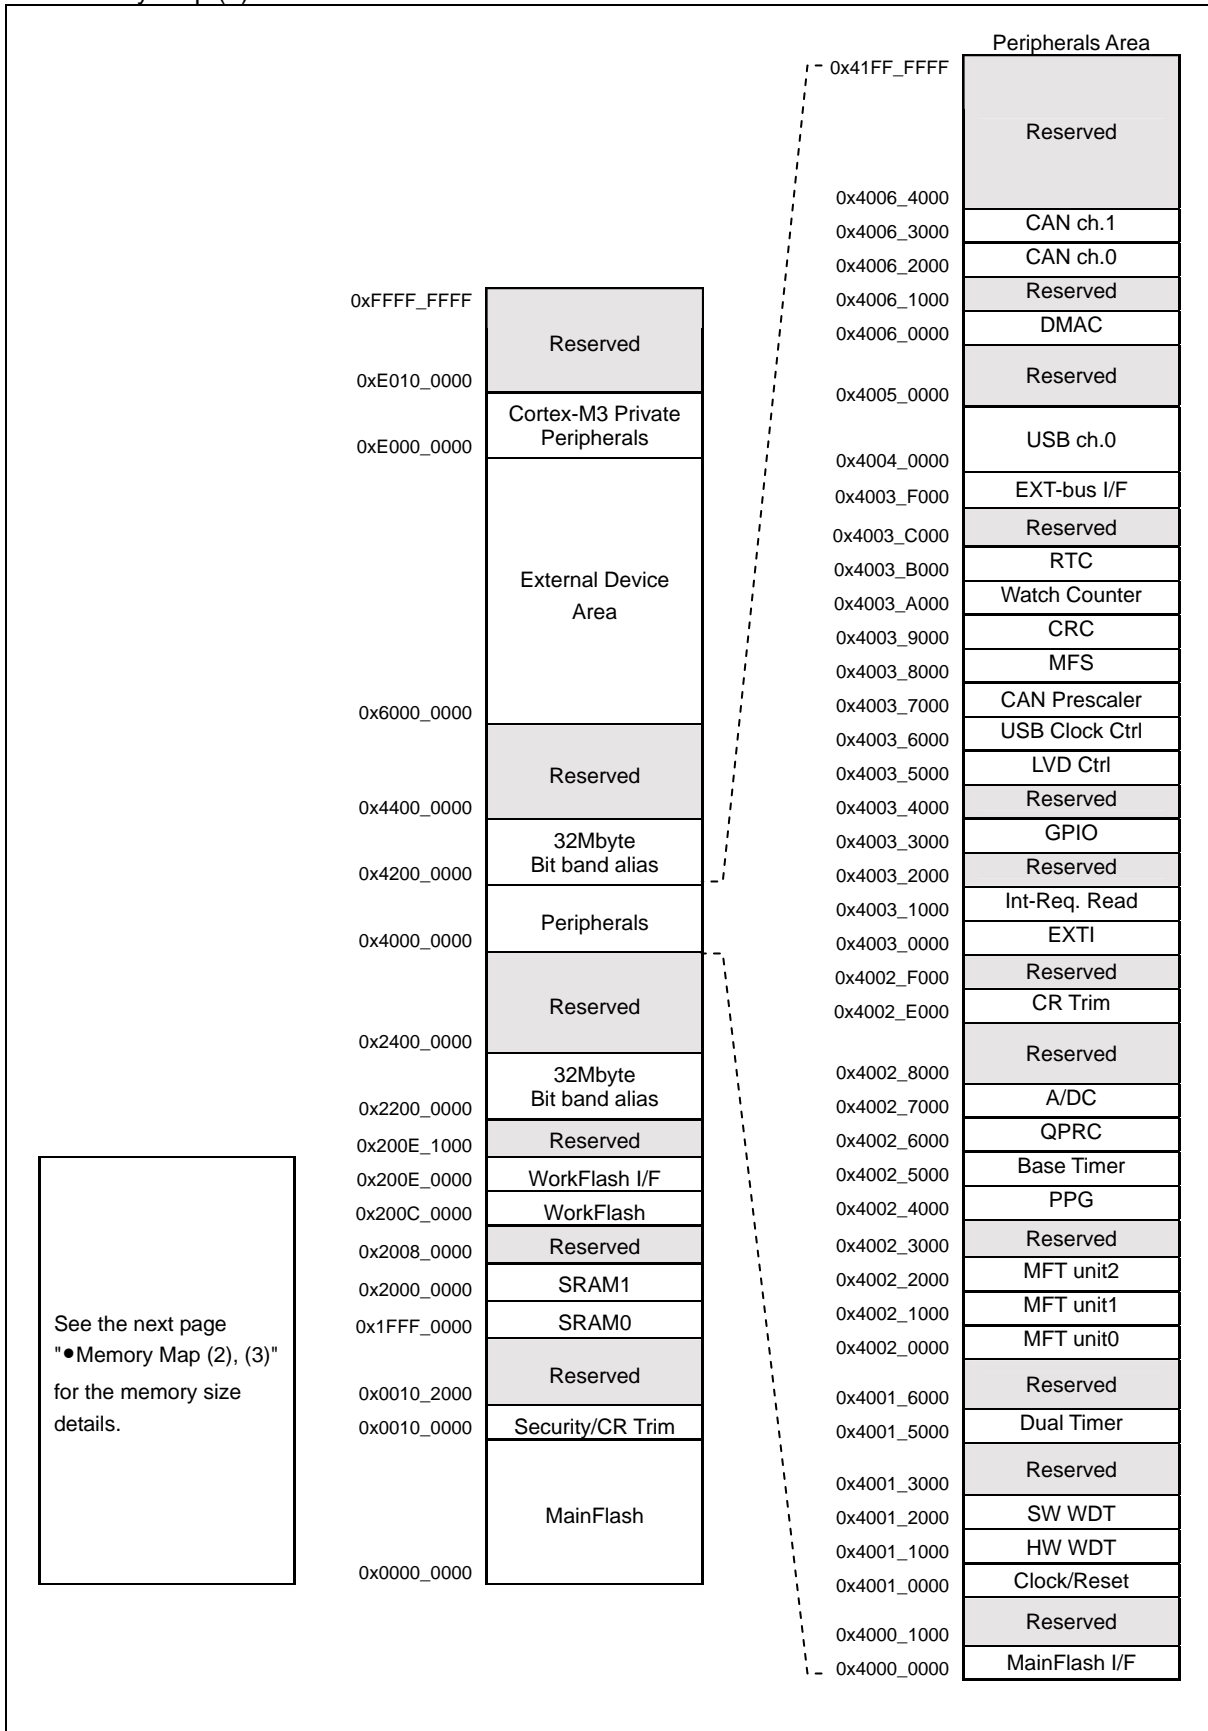 Peripherals Area
0x41FF_FFFF
Reserved
0x4006_4000
CAN ch.1
0x4006_3000
CAN ch.0
0x4006_2000
Reserved
0x4006_1000
DMAC
0x4006_0000
Reserved
0x4005_0000
USB ch.0
0x4004_0000
EXT-bus I/F
0x4003_F000
Reserved
0x4003_C000
RTC
0x4003_B000
Watch Counter
0x4003_A000
CRC
0x4003_9000
MFS
0x4003_8000
CAN Prescaler
0x4003_7000
USB Clock Ctrl
0x4003_6000
LVD Ctrl
0x4003_5000
Reserved
0x4003_4000
GPIO
0x4003_3000
Reserved
0x4003_2000
Int-Req. Read
0x4003_1000
EXTI
0x4003_0000
Reserved
0x4002_F000
CR Trim
0x4002_E000
Reserved
0x4002_8000
A/DC
0x4002_7000
QPRC
0x4002_6000
Base Timer
0x4002_5000
PPG
0x4002_4000
Reserved
0x4002_3000
MFT unit2
0x4002_2000
MFT unit1
0x4002_1000
MFT unit0
0x4002_0000
Reserved
0x4001_6000
Dual Timer
0x4001_5000
Reserved
0x4001_3000
SW WDT
0x4001_2000
HW WDT
0x4001_1000
Clock/Reset
0x4001_0000
Reserved
0x4000_1000
MainFlash I/F
0x4000_0000
0xFFFF_FFFF
Reserved
0xE010_0000
Cortex-M3 Private
Peripherals
0xE000_0000
External Device
Area
0x6000_0000
Reserved
0x4400_0000
32Mbyte
Bit band alias
0x4200_0000
Peripherals
0x4000_0000
Reserved
0x2400_0000
32Mbyte
Bit band alias
0x2200_0000
Reserved
0x200E_1000
WorkFlash I/F
0x200E_0000
WorkFlash
0x200C_0000
Reserved
0x2008_0000
SRAM1
0x2000_0000
SRAM0
0x1FFF_0000
Reserved
0x0010_2000
Security/CR Trim
0x0010_0000
MainFlash
0x0000_0000
See the next page
"●Memory Map (2), (3)"
for the memory size
details.